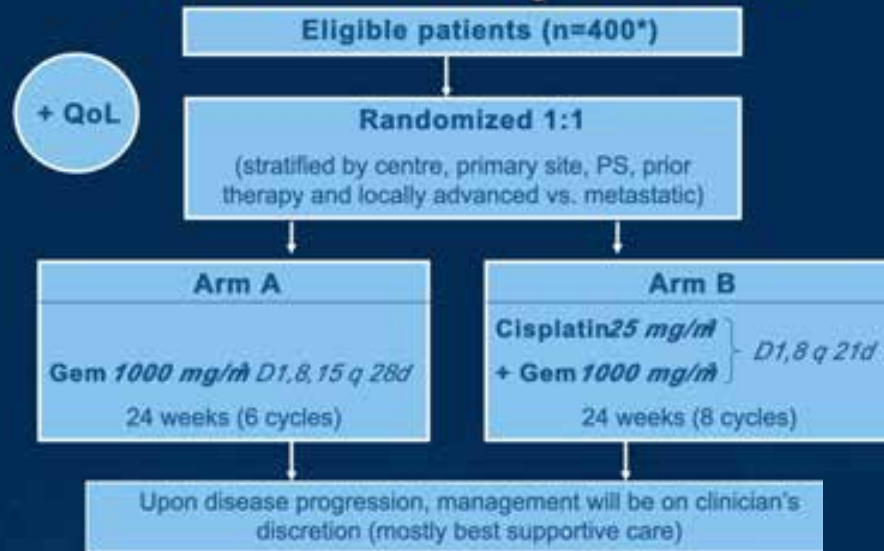 Eligible patients (n=400*)
+ QoL
Randomized 1:1
(stratified by centre, primary site, PS, prior
therapy and locally advanced vs. metastatic)
Arm A
Gem 1000 mg/m² D1,8,15 q 28d
24 weeks (6 cycles)
Arm B
Cisplatin 25 mg/m²
+ Gem 1000 mg/m²
D1,8 q 21d
24 weeks (8 cycles)
Upon disease progression, management will be on clinician's
discretion (mostly best supportive care)